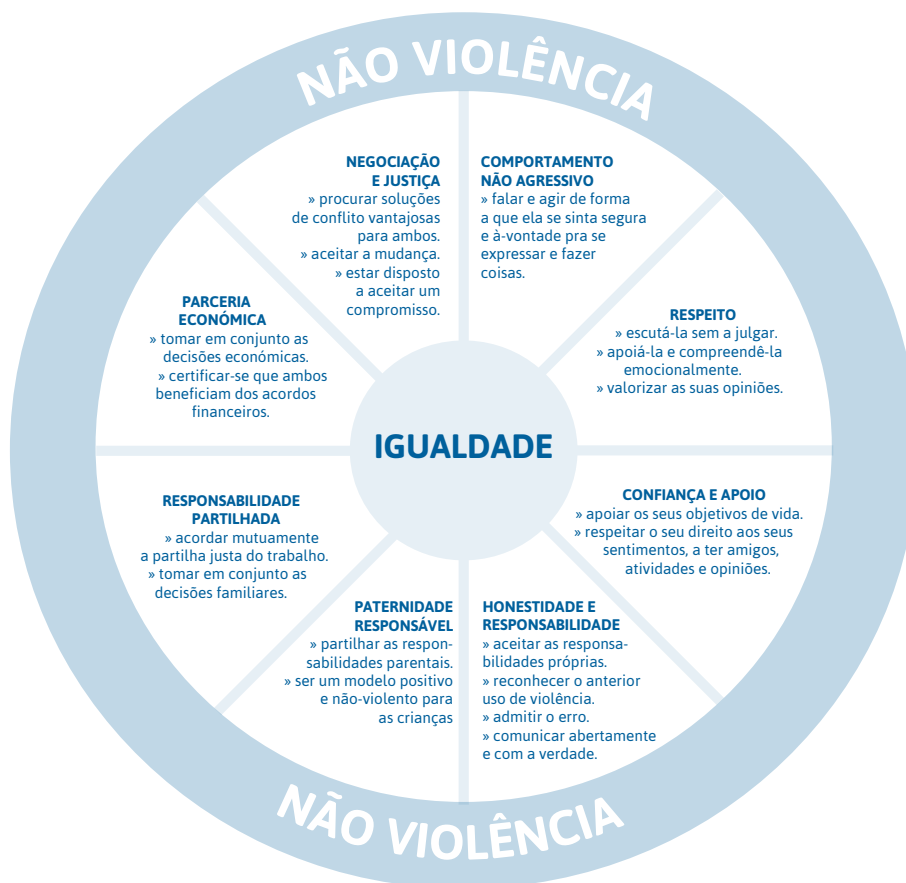 NÃO VIOLÊNCIA
NEGOCIAÇÃO
E JUSTIÇA
» procurar soluções
de conflito vantajosas
para ambos.
» aceitar a mudança.
» estar disposto
a aceitar um
compromisso.
COMPORTAMENTO
NÃO AGRESSIVO
» falar e agir de forma
a que ela se sinta segura
e à-vontade pra se
expressar e fazer
coisas.
PARCERIA
ECONÓMICA
» tomar em conjunto as
decisões económicas.
» certificar-se que ambos
beneficiam dos acordos
financeiros.
RESPEITO
» escutá-la sem a julgar.
» apoiá-la e compreendê-la
emocionalmente.
» valorizar as suas opiniões.
IGUALDADE
RESPONSABILIDADE
PARTILHADA
» acordar mutuamente
a partilha justa do trabalho.
» tomar em conjunto as
decisões familiares.
CONFIANÇA E APOIO
» apoiar os seus objetivos de vida.
» respeitar o seu direito aos seus
sentimentos, a ter amigos,
atividades e opiniões.
PATERNIDADE
RESPONSÁVEL
» partilhar as respon-
sabilidades parentais.
» ser um modelo positivo
e não-violento para
as crianças
HONESTIDADE E
RESPONSABILIDADE
» aceitar as responsa-
bilidades próprias.
» reconhecer o anterior
uso de violência.
» admitir o erro.
» comunicar abertamente
e com a verdade.
NÃO VIOLÊNCIA